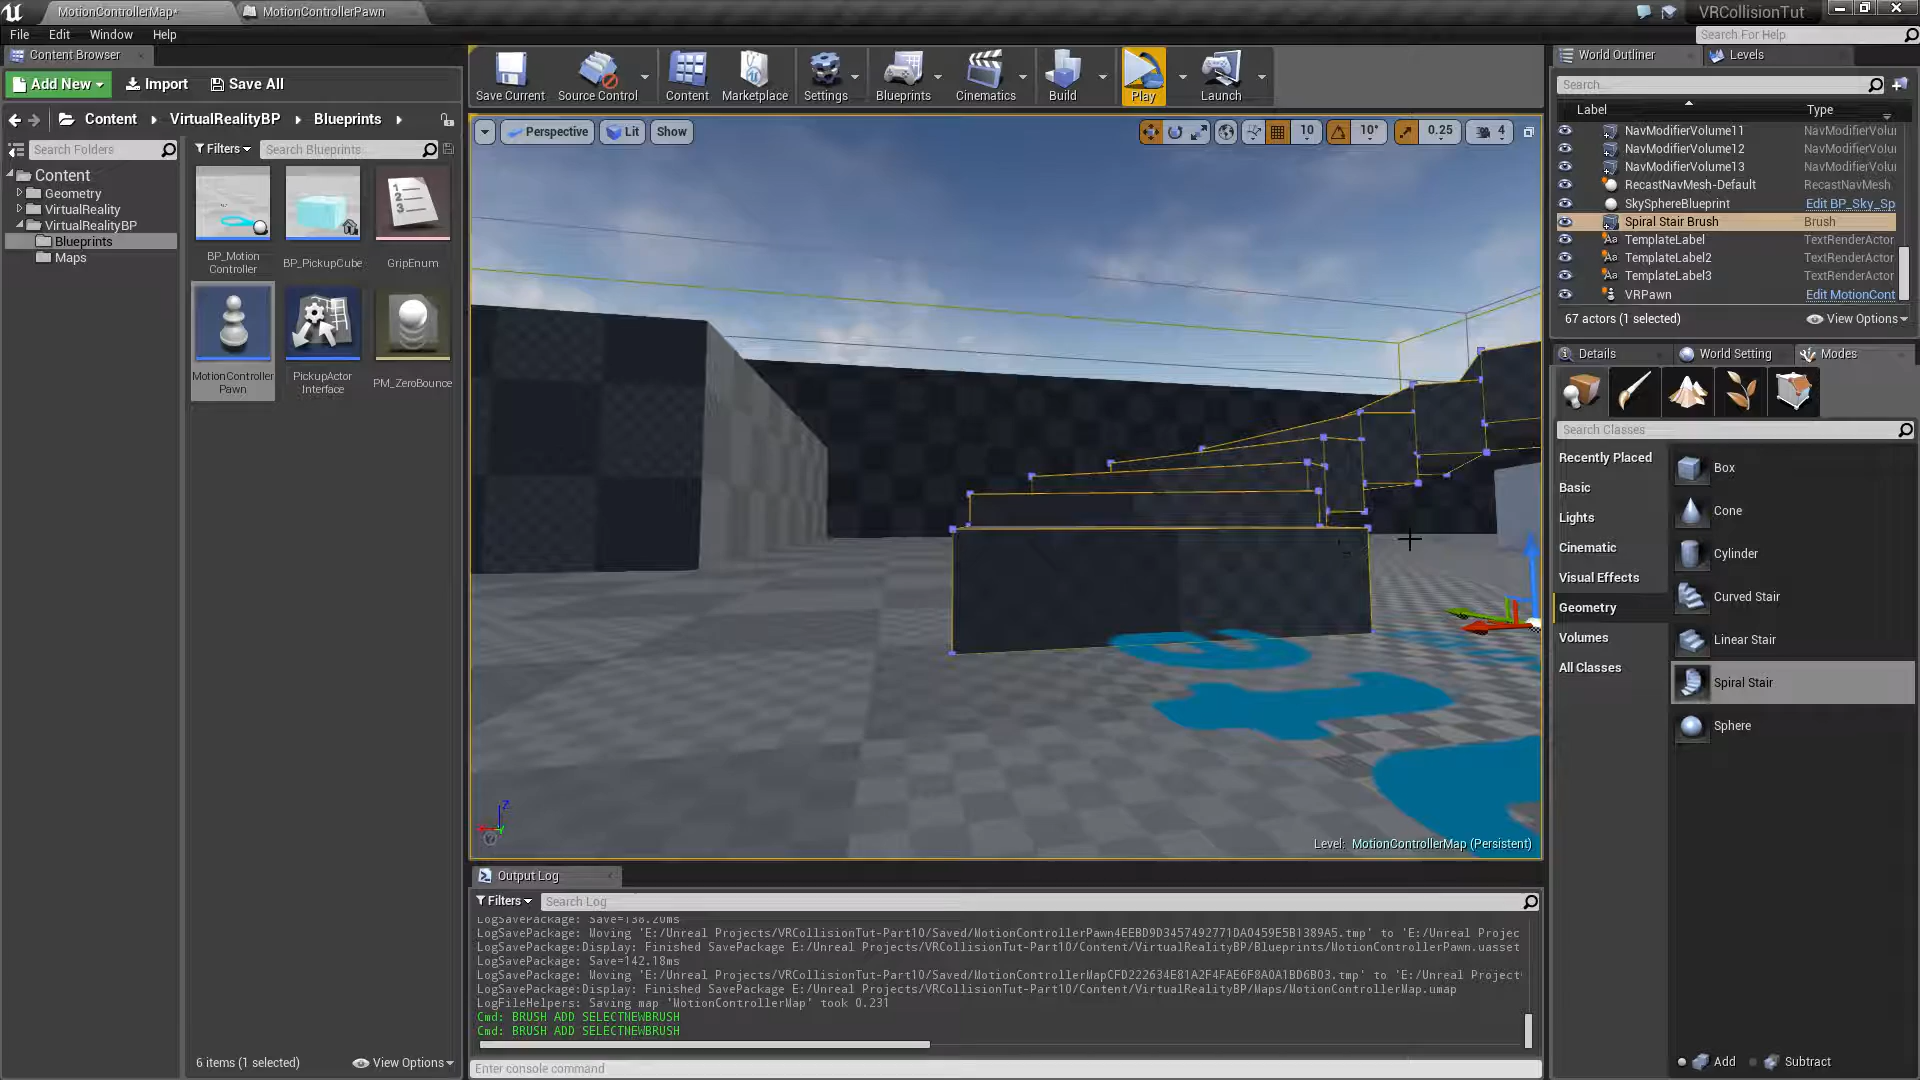 MotionControllerMap*
MotionControllerPawn
VRCollisionTut
File Edit Window Help
Search For Help
Content Browser
Add New
Import
Save All
Content
VirtualRealityBP
Blueprints
Search Folders
Filters
Search Blueprints
Content
Geometry
VirtualReality
VirtualRealityBP
Blueprints
Maps
BP_Motion
Controller
BP_PickupCube
GripEnum
MotionController
Pawn
PickupActor
Interface
PM_ZeroBounce
6 items (1 selected)
View Options
Save Current
Source Control
Content
Marketplace
Settings
Blueprints
Cinematics
Build
Play
Launch
Perspective
Lit
Show
10
10°
0.25
4
Z
Level: MotionControllerMap (Persistent)
Output Log
Filters
Search Log
LogSavePackage: Save=138.20ms
LogSavePackage: Moving 'E:/Unreal Projects/VRCollisionTut-Part10/Saved/MotionControllerPawn4EEBD9D3457492771DA0459E5B1389A5.tmp' to 'E:/Unreal Projec
LogSavePackage:Display: Finished SavePackage E:/Unreal Projects/VRCollisionTut-Part10/Content/VirtualRealityBP/Blueprints/MotionControllerPawn.uasset
LogSavePackage: Save=142.18ms
LogSavePackage: Moving 'E:/Unreal Projects/VRCollisionTut-Part10/Saved/MotionControllerMapCFD222634E81A2F4FAE6F8A0A1BD6B03.tmp' to 'E:/Unreal Project
LogSavePackage:Display: Finished SavePackage E:/Unreal Projects/VRCollisionTut-Part10/Content/VirtualRealityBP/Maps/MotionControllerMap.umap
LogFileHelpers: Saving map 'MotionControllerMap' took 0.231
Cmd: BRUSH ADD SELECTNEWBRUSH
Cmd: BRUSH ADD SELECTNEWBRUSH
Enter console command
World Outliner
Levels
Search...
Label Type
NavModifierVolume11 NavModifierVolu
NavModifierVolume12 NavModifierVolu
NavModifierVolume13 NavModifierVolu
RecastNavMesh-Default RecastNavMesh
SkySphereBlueprint Edit BP_Sky_Sp
Spiral Stair Brush Brush
TemplateLabel TextRenderActor
TemplateLabel2 TextRenderActor
TemplateLabel3 TextRenderActor
VRPawn Edit MotionCont
67 actors (1 selected)
View Options
Details
World Setting
Modes
Search Classes
Recently Placed
Basic
Lights
Cinematic
Visual Effects
Geometry
Volumes
All Classes
Box
Cone
Cylinder
Curved Stair
Linear Stair
Spiral Stair
Sphere
Add
Subtract